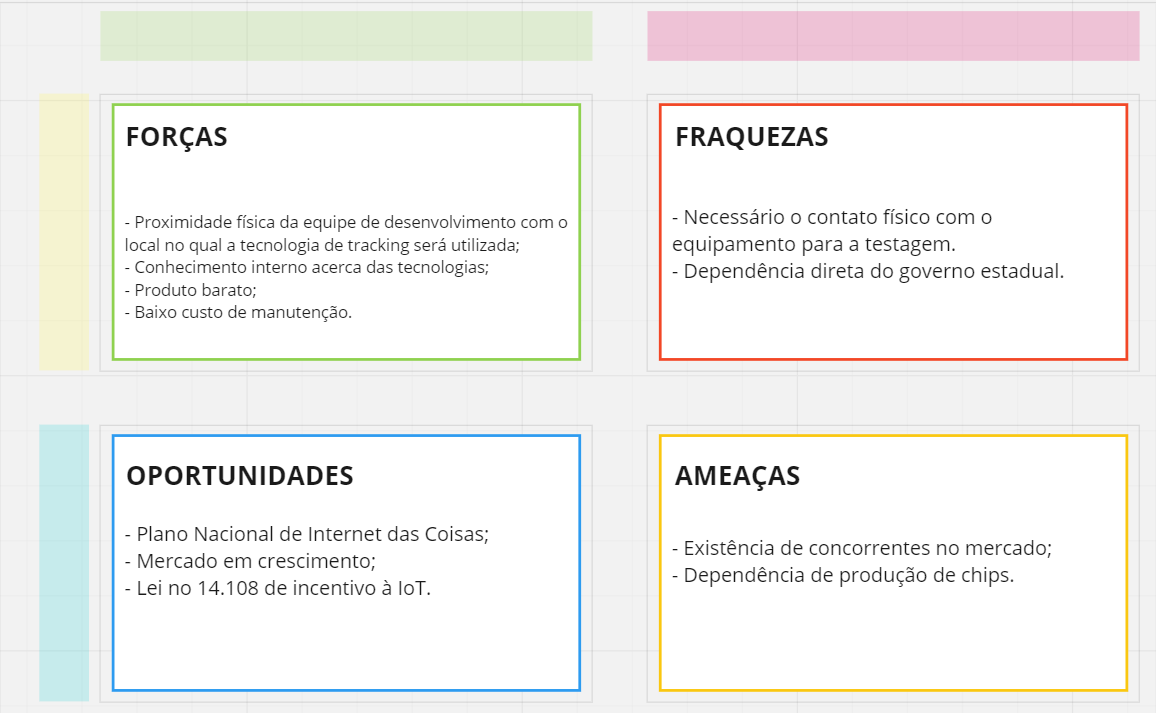 FORÇAS
- Proximidade física da equipe de desenvolvimento com o
local no qual a tecnologia de tracking será utilizada;
- Conhecimento interno acerca das tecnologias;
- Produto barato;
- Baixo custo de manutenção.
FRAQUEZAS
- Necessário o contato físico com o
equipamento para a testagem.
- Dependência direta do governo estadual.
OPORTUNIDADES
- Plano Nacional de Internet das Coisas;
- Mercado em crescimento;
- Lei no 14.108 de incentivo à IoT.
AMEAÇAS
- Existência de concorrentes no mercado;
- Dependência de produção de chips.